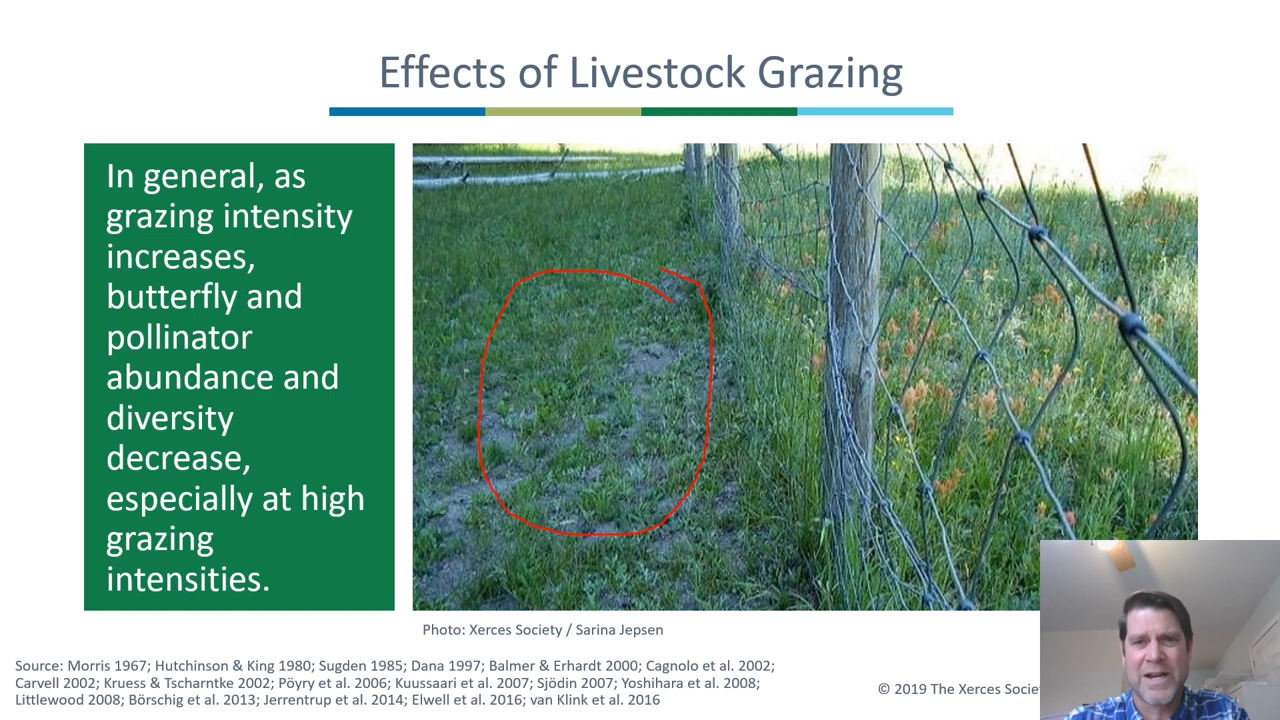 Effects of Livestock Grazing
In general, as
grazing intensity
increases,
butterfly and
pollinator
abundance and
diversity
decrease,
especially at high
grazing
intensities.
Photo: Xerces Society / Sarina Jepsen
Source: Morris 1967; Hutchinson & King 1980; Sugden 1985; Dana 1997; Balmer & Erhardt 2000; Cagnolo et al. 2002;
Carvell 2002; Kruess & Tscharntke 2002; Pöyry et al. 2006; Kuussaari et al. 2007; Sjödin 2007; Yoshihara et al. 2008;
Littlewood 2008; Börschig et al. 2013; Jerrentrup et al. 2014; Elwell et al. 2016; van Klink et al. 2016
© 2019 The Xerces